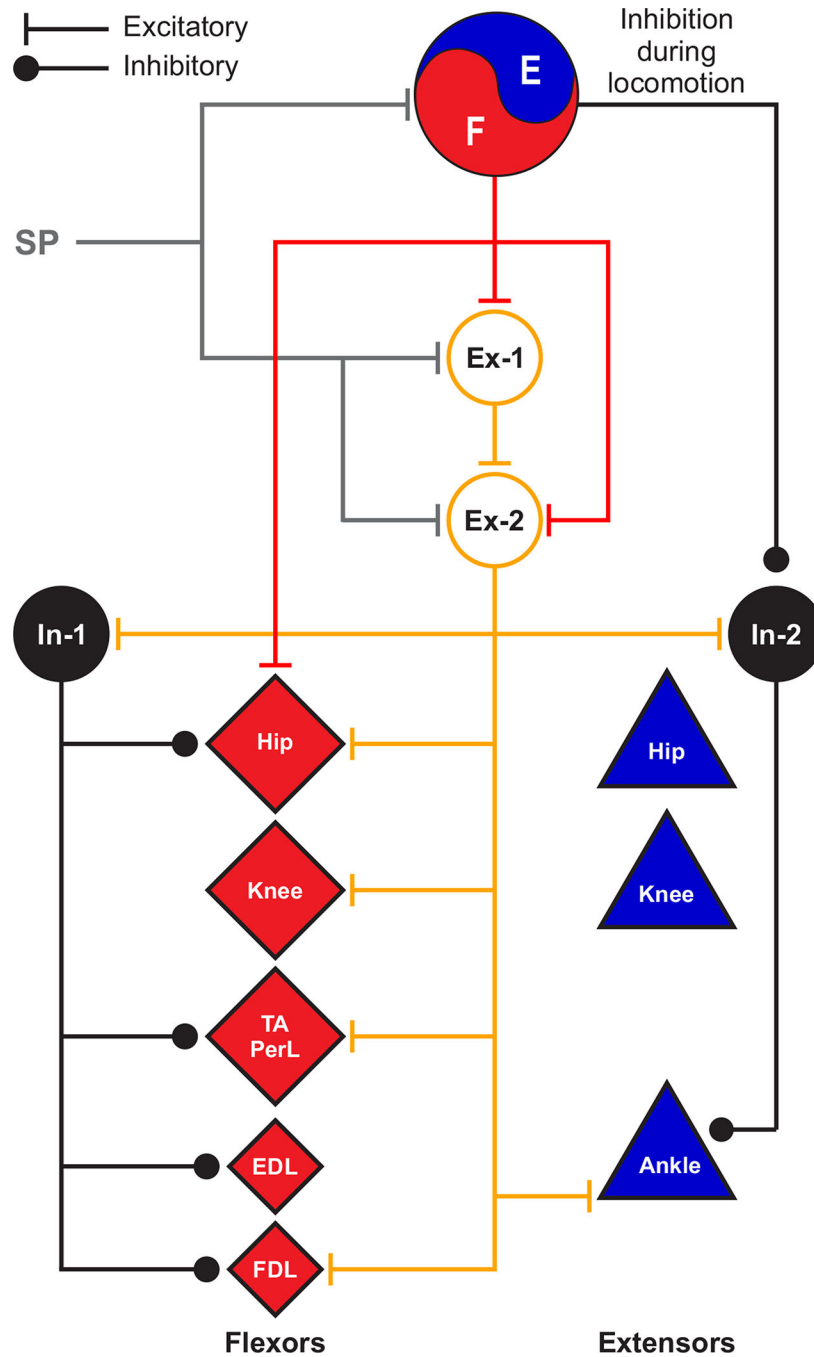 Excitatory
Inhibitory
Inhibition
during
locomotion
E
F
SP
Ex-1
Ex-2
In-1
In-2
Hip
Hip
Knee
Knee
TA
PerL
EDL
Ankle
FDL
Flexors
Extensors